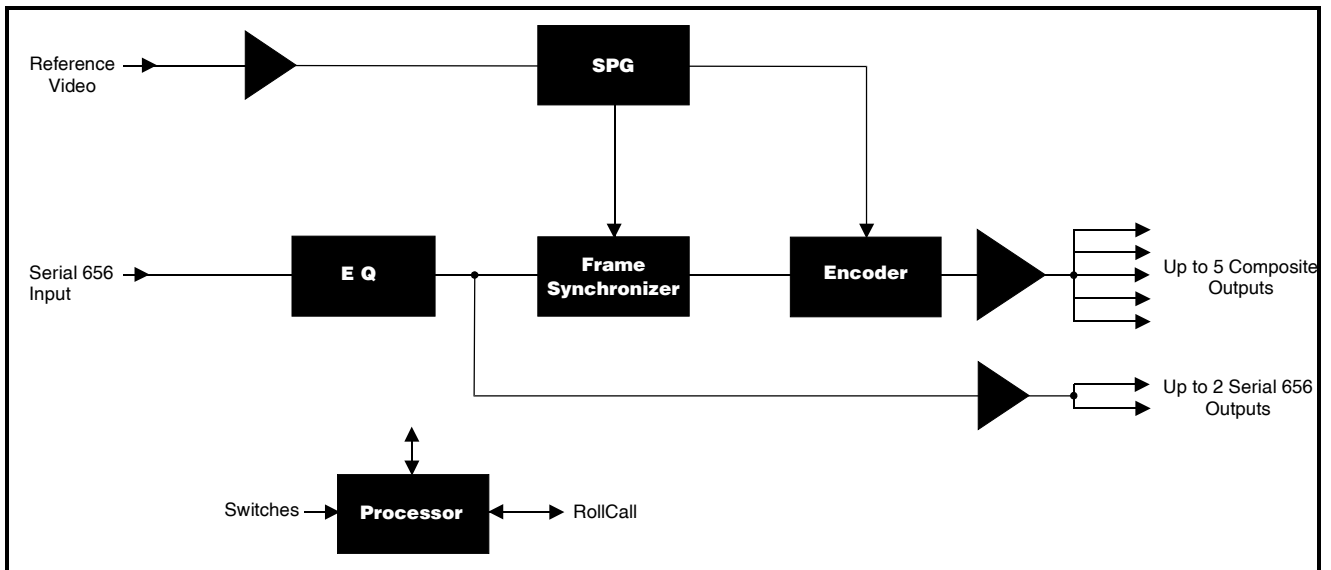 Reference
Video
SPG
Serial 656
Input
E Q
Frame
Synchronizer
Encoder
Up to 5 Composite
Outputs
Up to 2 Serial 656
Outputs
Switches
Processor
RollCall